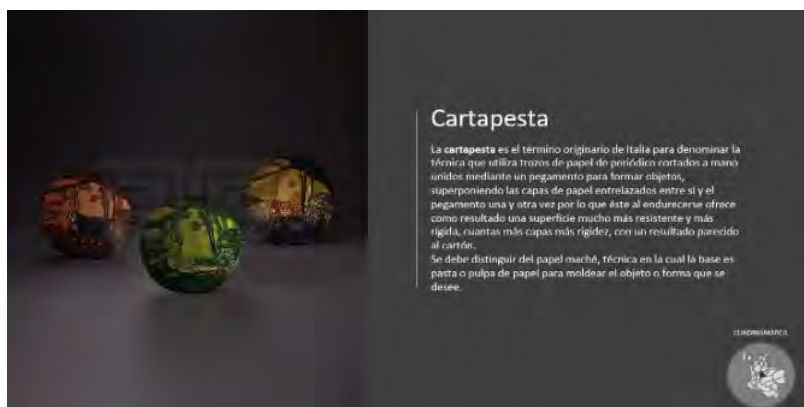 Cartapesta
La cartapesta es el término originario de Italia para denominar la
técnica que utiliza trozos de papel de periódico cortados a mano
unidos mediante un pegamento para formar objetos,
superponiendo las capas de papel entrelazados entre sí y el
pegamento una y otra vez por lo que éste al endurecerse ofrece
como resultado una superficie mucho más resistente y más
rígida, cuantas más capas más rigidez, con un resultado parecido
al cartón.
Se debe distinguir del papel maché, técnica en la cual la base es
pasta o pulpa de papel para moldear el objeto o forma que se
desee.